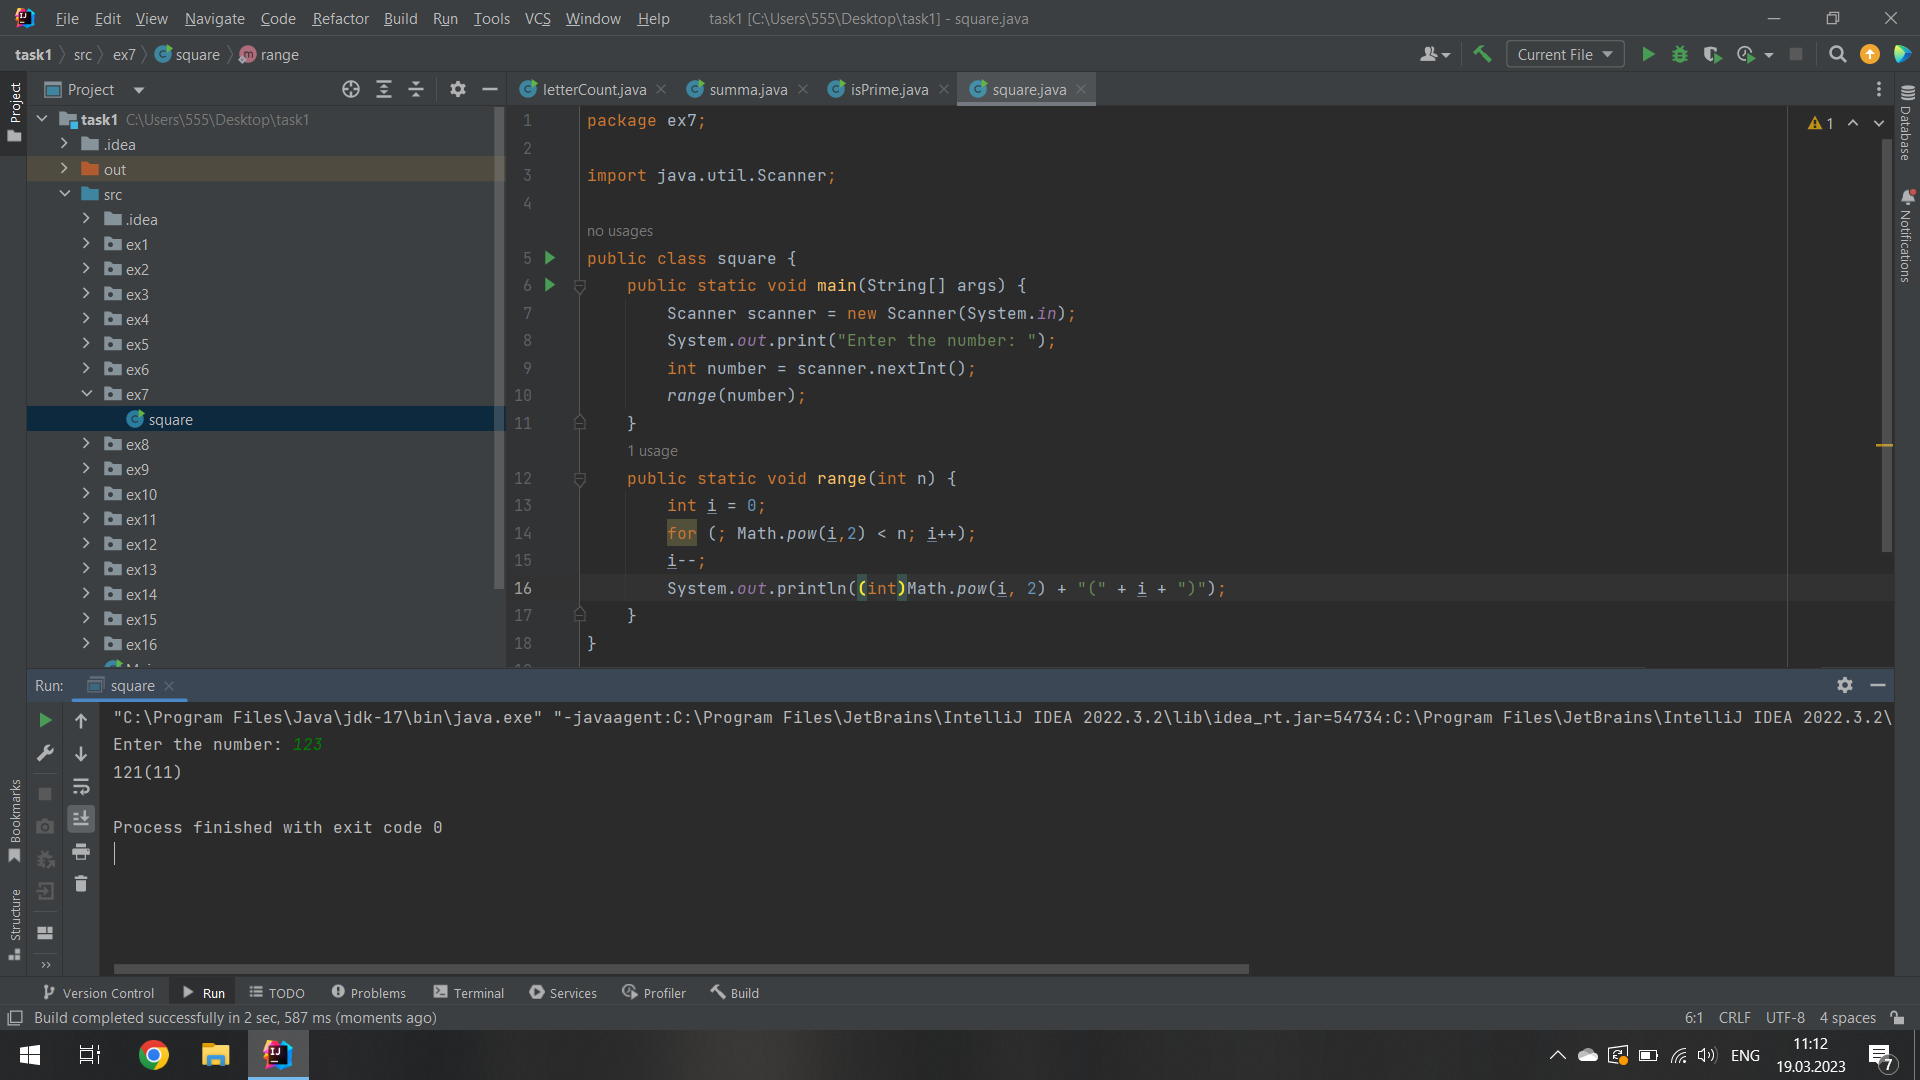 File Edit View Navigate Code Refactor Build Run Tools VCS Window Help task1 [C:\Users\555\Desktop\task1] - square.java
task1 src ex7 square range Current File
Project
letterCount.java summa.java isPrime.java square.java
task1 C:\Users\555\Desktop\task1
.idea
out
src
.idea
ex1
ex2
ex3
ex4
ex5
ex6
ex7
square
ex8
ex9
ex10
ex11
ex12
ex13
ex14
ex15
ex16
1 package ex7;
2
3 import java.util.Scanner;
4
no usages
5 public class square {
6 public static void main(String[] args) {
7 Scanner scanner = new Scanner(System.in);
8 System.out.print("Enter the number: ");
9 int number = scanner.nextInt();
10 range(number);
11 }
1 usage
12 public static void range(int n) {
13 int i = 0;
14 for (; Math.pow(i,2) < n; i++);
15 i--;
16 System.out.println((int)Math.pow(i, 2) + "(" + i + ")");
17 }
18 }
1
Project
Bookmarks
Structure
Database
Notifications
Run: square
"C:\Program Files\Java\jdk-17\bin\java.exe" "-javaagent:C:\Program Files\JetBrains\IntelliJ IDEA 2022.3.2\lib\idea_rt.jar=54734:C:\Program Files\JetBrains\IntelliJ IDEA 2022.3.2\
Enter the number: 123
121(11)
Process finished with exit code 0
Version Control Run TODO Problems Terminal Services Profiler Build
Build completed successfully in 2 sec, 587 ms (moments ago) 6:1 CRLF UTF-8 4 spaces
ENG 11:12
19.03.2023
7